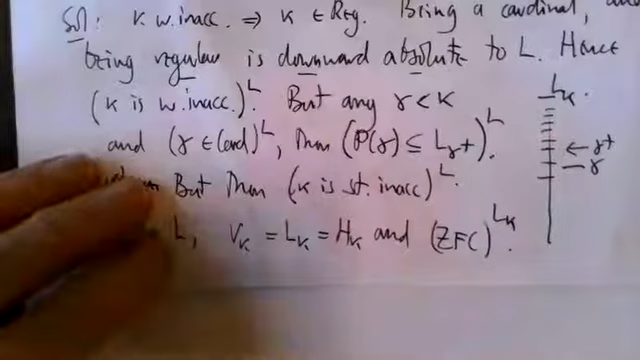 Sol: κ w. inacc. ⇒ κ ∈ Reg. Being a cardinal, and
being regular is downward absolute to L. Hence
(κ is w. inacc.)^L. But any γ < κ
and (γ ∈ Card)^L, then (P(γ) ⊆ L_γ+)^L.
But then (κ is st. inacc)^L.
L, V_κ = L_κ = H_κ and (ZFC)^L_κ.
L_κ.
← γ+
– γ